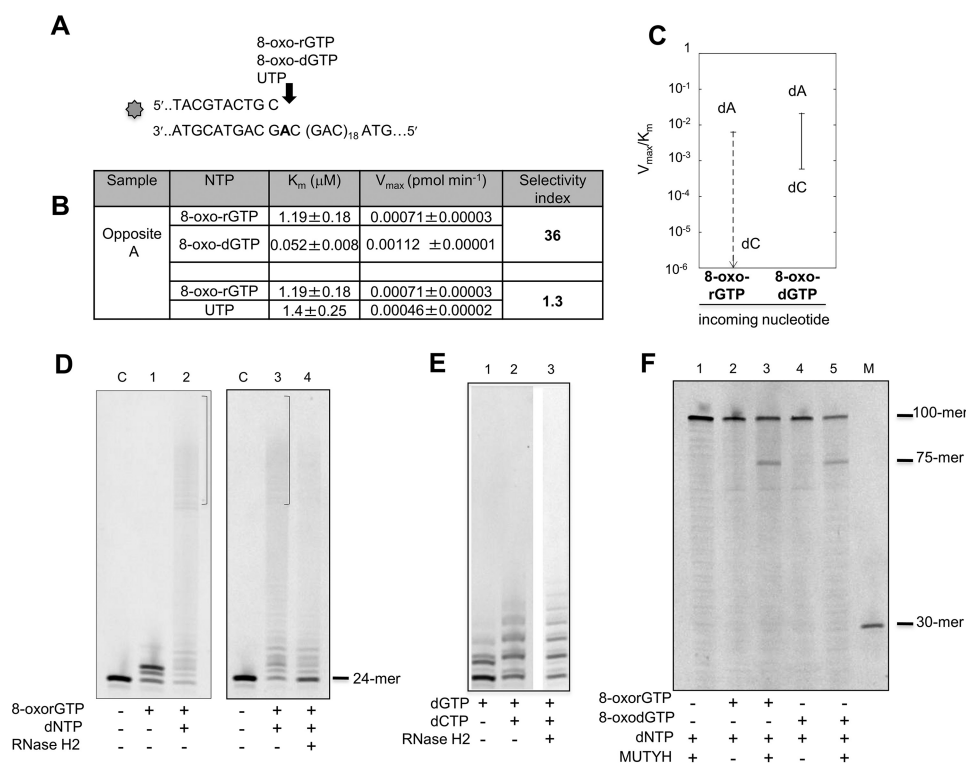 A
8-oxo-rGTP
8-oxo-dGTP
UTP
5′..TACGTACTG C
3′..ATGCATGACG GAC (GAC)18 ATG...5′
B
Sample NTP Km (μM) Vmax (pmol min-1) Selectivity index
Opposite A
8-oxo-rGTP 1.19±0.18 0.00071±0.00003
36
8-oxo-dGTP 0.052±0.008 0.00112 ±0.00001
8-oxo-rGTP 1.19±0.18 0.00071±0.00003
1.3
UTP 1.4±0.25 0.00046±0.00002
C
1
10-1
10-2
10-3
10-4
10-5
10-6
Vmax/Km
dA
dC
dA
dC
8-oxo-rGTP
8-oxo-dGTP
incoming nucleotide
D
C 1 2 C 3 4
24-mer
8-oxorGTP - + + - + +
dNTP - - + - + +
RNase H2 - - - - - +
E
1 2 3
dGTP + + +
dCTP - + +
RNase H2 - - +
F
1 2 3 4 5 M
100-mer
75-mer
30-mer
8-oxorGTP - + + - -
8-oxodGTP - - - + +
dNTP + + + + +
MUTYH + - + - +